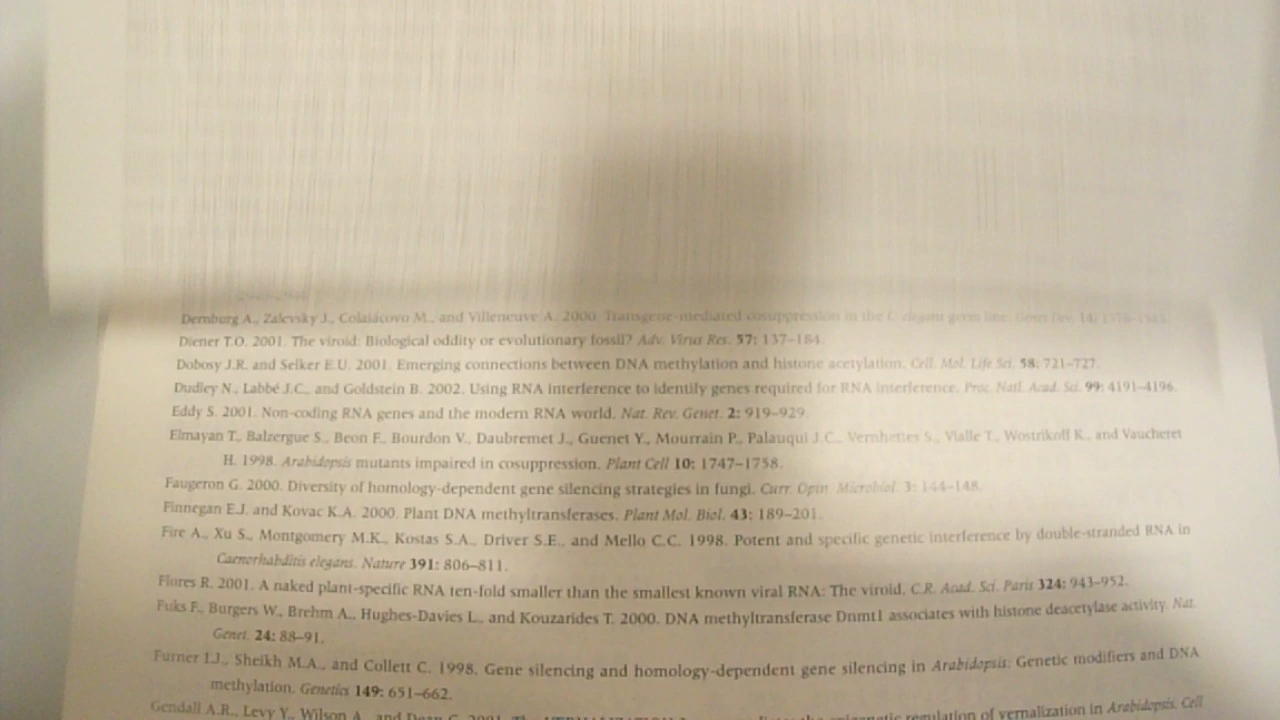 Dernburg A., Zalevsky J., Colaiácovo M., and Villeneuve A. 2000. Transgene-mediated cosuppression in the C. elegans germ line. Genes Dev. 14:
Diener T.O. 2001. The viroid: Biological oddity or evolutionary fossil? Adv. Virus Res. 57: 137–184.
Dobosy J.R. and Selker E.U. 2001. Emerging connections between DNA methylation and histone acetylation. Cell. Mol. Life Sci. 58: 721–727.
Dudley N., Labbé J.C., and Goldstein B. 2002. Using RNA interference to identify genes required for RNA interference. Proc. Natl. Acad. Sci. 99: 4191–4196.
Eddy S. 2001. Non-coding RNA genes and the modern RNA world. Nat. Rev. Genet. 2: 919–929.
Elmayan T., Balzergue S., Beon F., Bourdon V., Daubremet J., Guenet Y., Mourrain P., Palauqui J.C., Vernhettes S., Vialle T., Wostrikoff K., and Vaucheret
H. 1998. Arabidopsis mutants impaired in cosuppression. Plant Cell 10: 1747–1758.
Faugeron G. 2000. Diversity of homology-dependent gene silencing strategies in fungi. Curr. Opin. Microbiol. 3: 144–148.
Finnegan E.J. and Kovac K.A. 2000. Plant DNA methyltransferases. Plant Mol. Biol. 43: 189–201.
Fire A., Xu S., Montgomery M.K., Kostas S.A., Driver S.E., and Mello C.C. 1998. Potent and specific genetic interference by double-stranded RNA in
Caenorhabditis elegans. Nature 391: 806–811.
Flores R. 2001. A naked plant-specific RNA ten-fold smaller than the smallest known viral RNA: The viroid. C.R. Acad. Sci. Paris 324: 943–952.
Fuks F., Burgers W., Brehm A., Hughes-Davies L., and Kouzarides T. 2000. DNA methyltransferase Dnmt1 associates with histone deacetylase activity. Nat.
Genet. 24: 88–91.
Furner I.J., Sheikh M.A., and Collett C. 1998. Gene silencing and homology-dependent gene silencing in Arabidopsis: Genetic modifiers and DNA
methylation. Genetics 149: 651–662.
Gendall A.R., Levy Y., Wilson A., and Dean C. 2001. The epigenetic regulation of vernalization in Arabidopsis. Cell